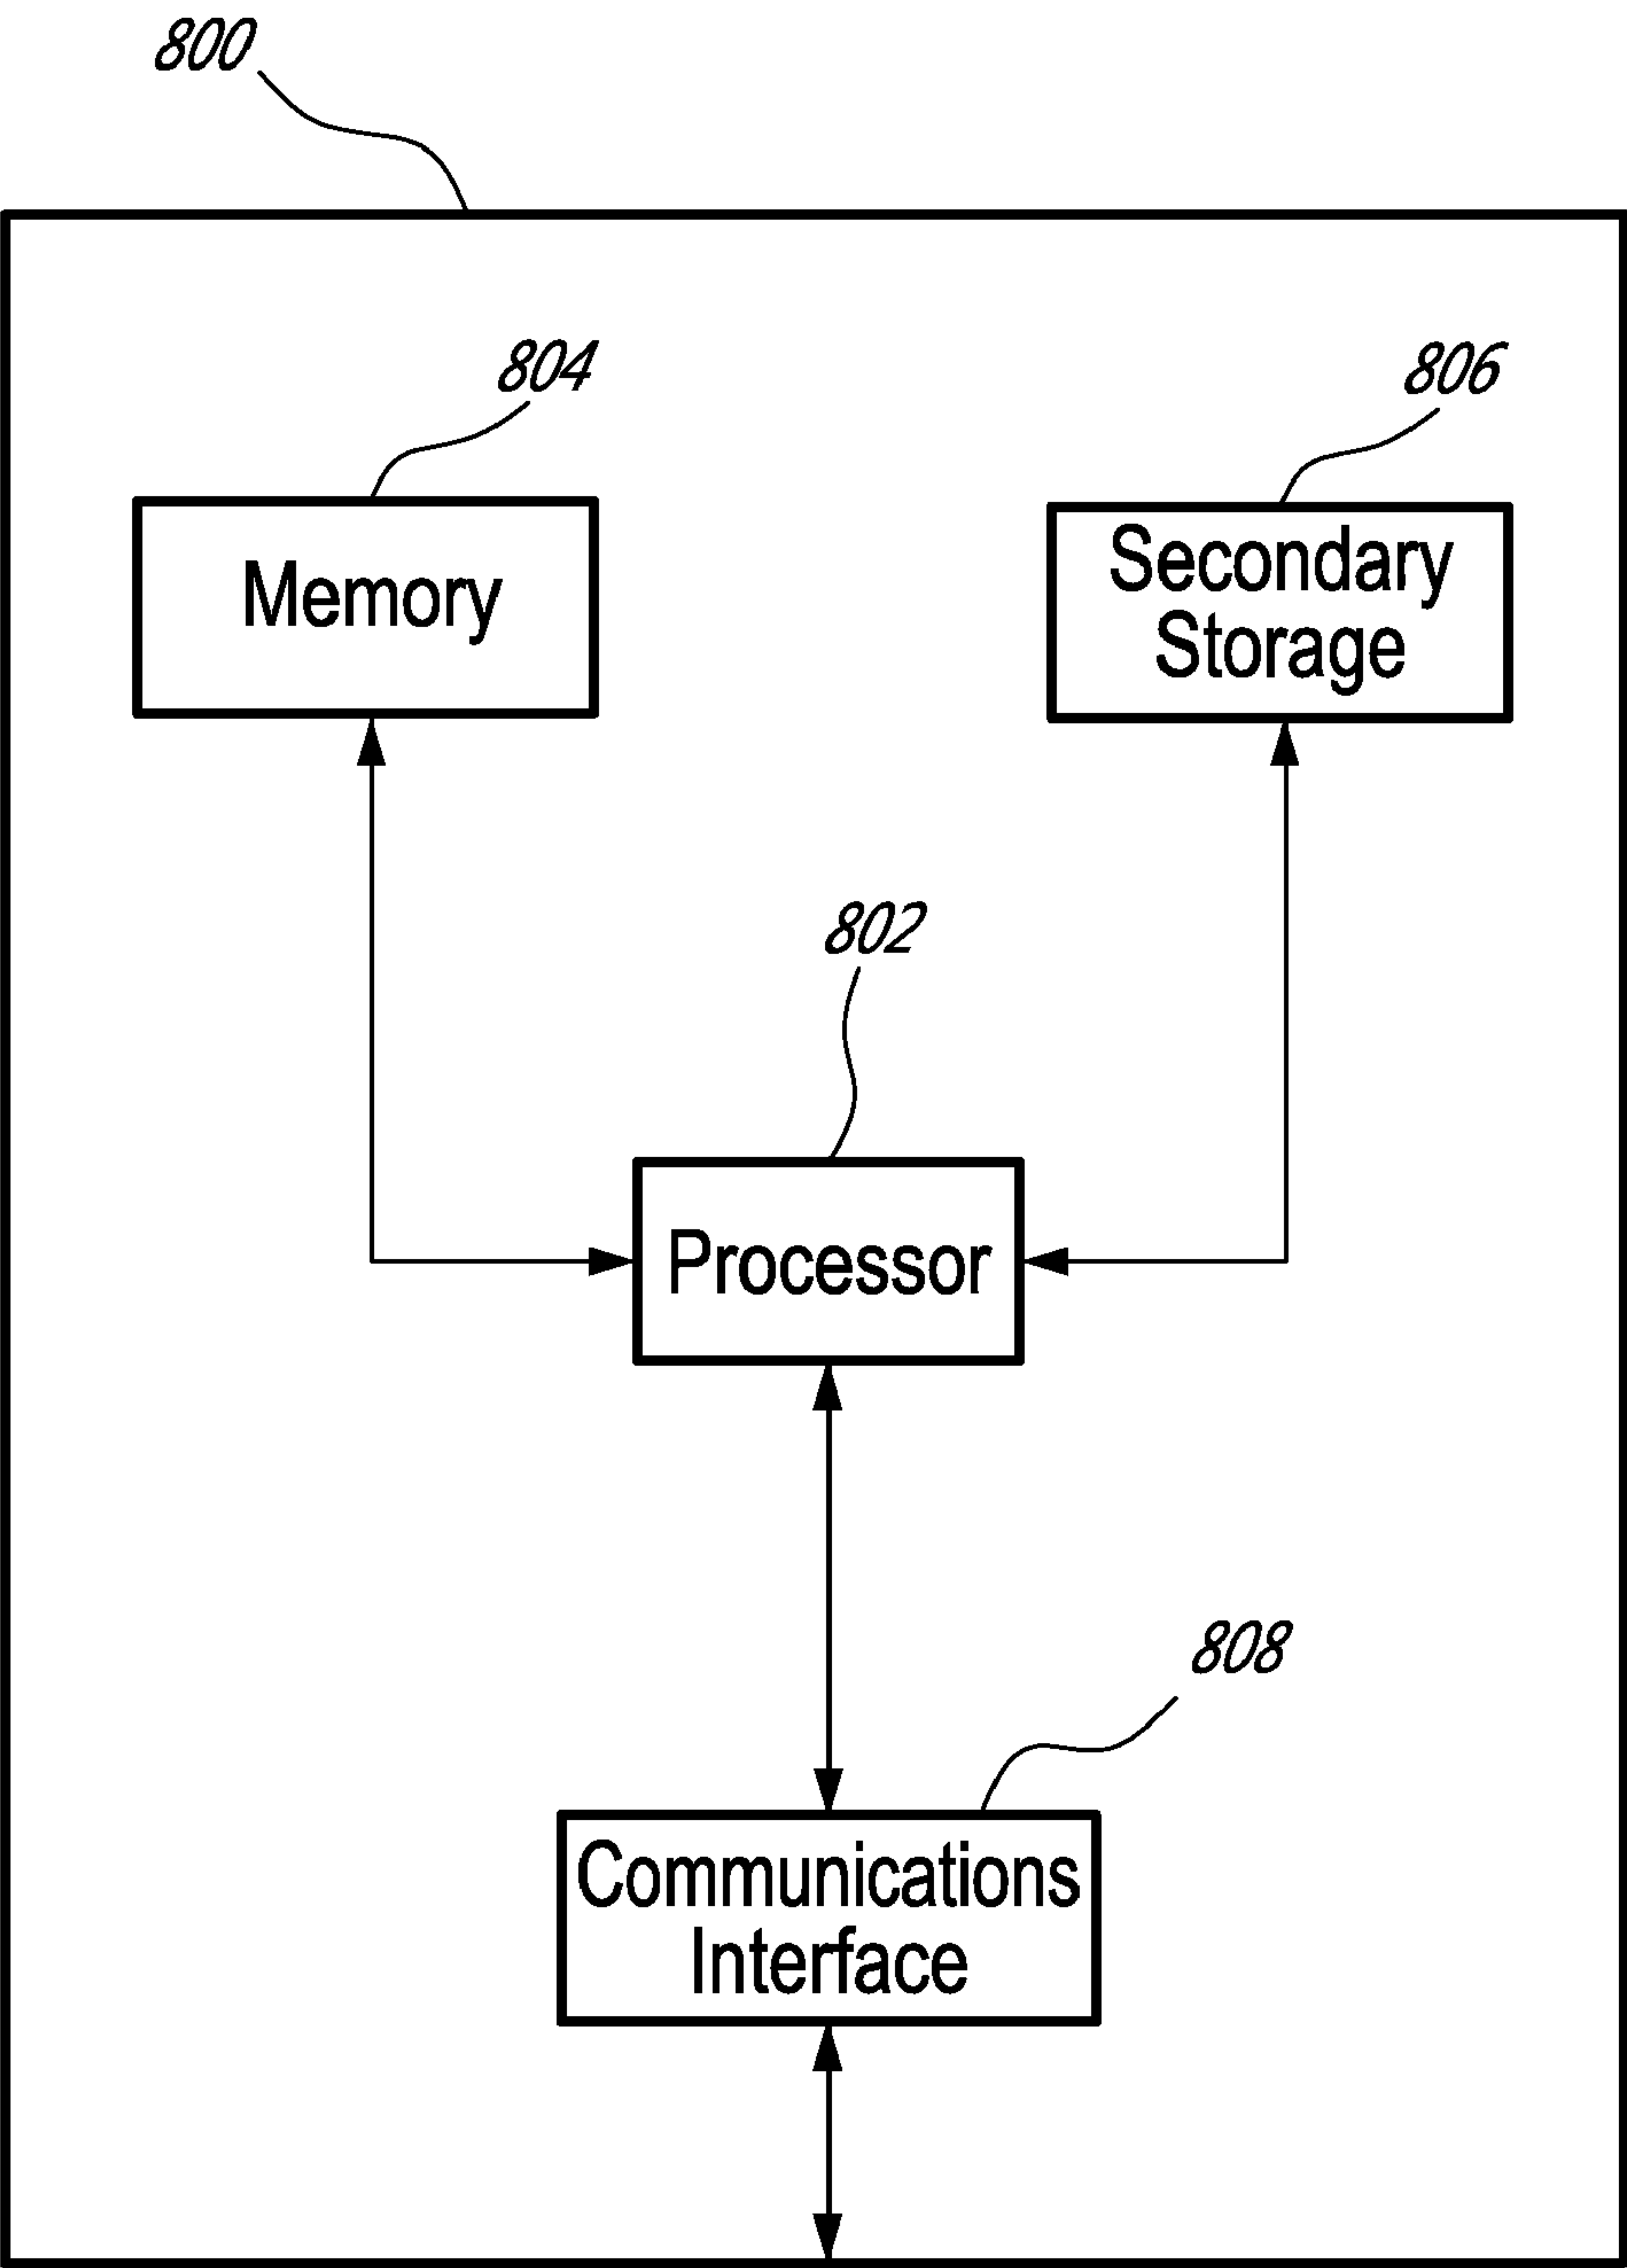 800
804
806
Memory
Secondary
Storage
802
Processor
808
Communications
Interface